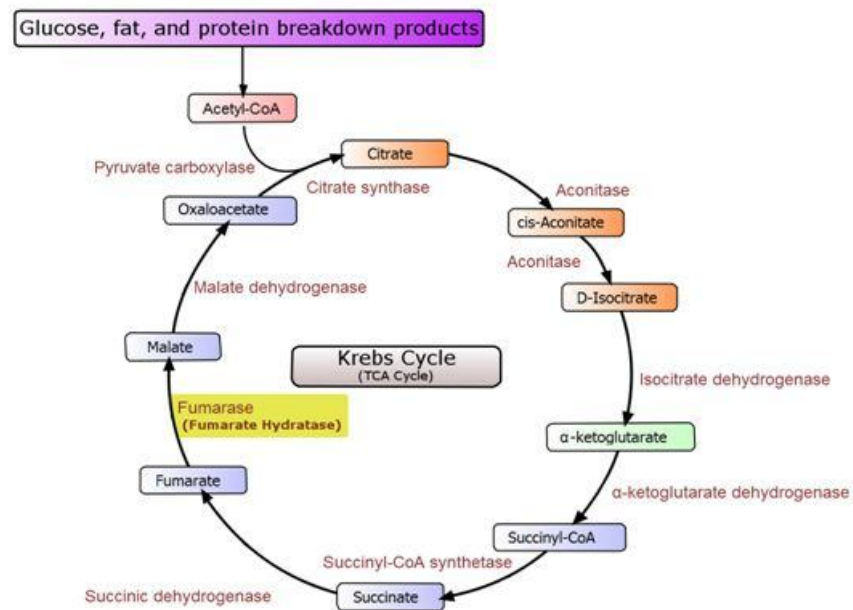 Glucose, fat, and protein breakdown products
Acetyl-CoA
Pyruvate carboxylase
Citrate
Citrate synthase
Aconitase
Oxaloacetate
cis-Aconitate
Aconitase
Malate dehydrogenase
D-Isocitrate
Malate
Krebs Cycle
(TCA Cycle)
Isocitrate dehydrogenase
Fumarase
(Fumarate Hydratase)
α-ketoglutarate
Fumarate
α-ketoglutarate dehydrogenase
Succinyl-CoA
Succinyl-CoA synthetase
Succinic dehydrogenase
Succinate